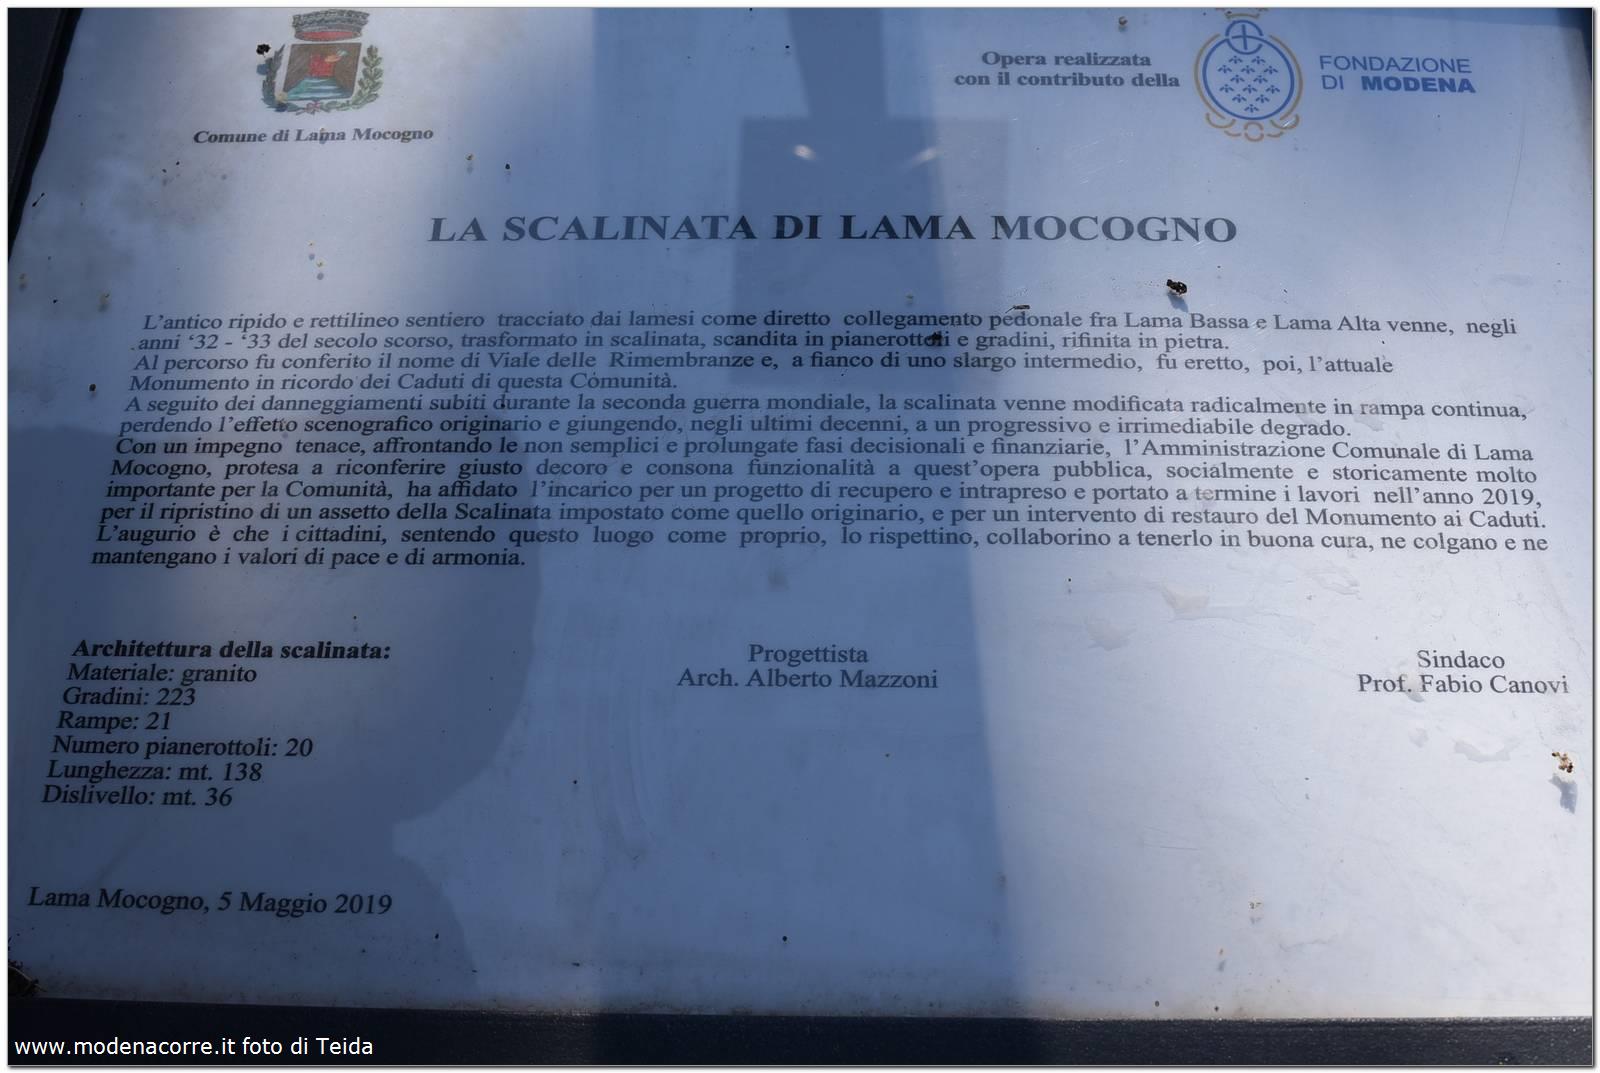 Comune di Lama Mocogno
Opera realizzata
con il contributo della
FONDAZIONE
DI MODENA
LA SCALINATA DI LAMA MOCOGNO
L'antico ripido e rettilineo sentiero tracciato dai lamesi come diretto collegamento pedonale fra Lama Bassa e Lama Alta venne, negli
anni '32 - '33 del secolo scorso, trasformato in scalinata, scandita in pianerottoli e gradini, rifinita in pietra.
Al percorso fu conferito il nome di Viale delle Rimembranze e, a fianco di uno slargo intermedio, fu eretto, poi, l'attuale
Monumento in ricordo dei Caduti di questa Comunità.
A seguito dei danneggiamenti subiti durante la seconda guerra mondiale, la scalinata venne modificata radicalmente in rampa continua,
perdendo l'effetto scenografico originario e giungendo, negli ultimi decenni, a un progressivo e irrimediabile degrado.
Con un impegno tenace, affrontando le non semplici e prolungate fasi decisionali e finanziarie, l'Amministrazione Comunale di Lama
Mocogno, protesa a riconferire giusto decoro e consona funzionalità a quest'opera pubblica, socialmente e storicamente molto
importante per la Comunità, ha affidato l'incarico per un progetto di recupero e intrapreso e portato a termine i lavori nell'anno 2019,
per il ripristino di un assetto della Scalinata impostato come quello originario, e per un intervento di restauro del Monumento ai Caduti.
L'augurio è che i cittadini, sentendo questo luogo come proprio, lo rispettino, collaborino a tenerlo in buona cura, ne colgano e ne
mantengano i valori di pace e di armonia.
Architettura della scalinata:
Materiale: granito
Gradini: 223
Rampe: 21
Numero pianerottoli: 20
Lunghezza: mt. 138
Dislivello: mt. 36
Progettista
Arch. Alberto Mazzoni
Sindaco
Prof. Fabio Canovi
Lama Mocogno, 5 Maggio 2019
www.modenacorre.it foto di Teida